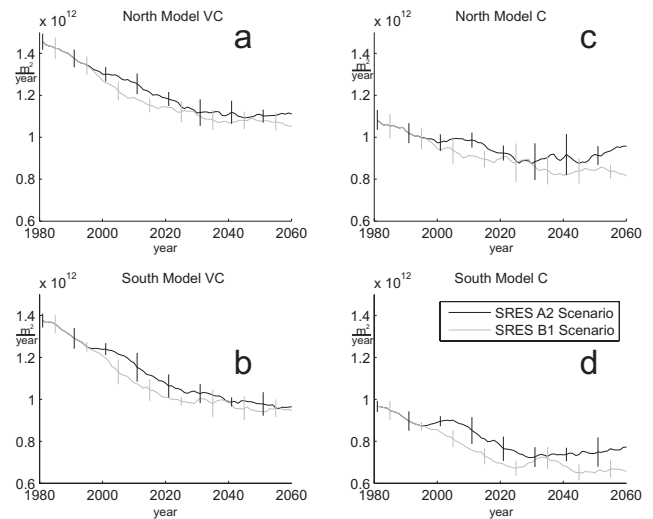 x 10^12
North Model VC
a
1.4
m^2
year
1.2
1
0.8
0.6
1980
2000
2020
2040
2060
year
x 10^12
North Model C
c
1.4
m^2
year
1.2
1
0.8
0.6
1980
2000
2020
2040
2060
year
x 10^12
South Model VC
b
1.4
m^2
year
1.2
1
0.8
0.6
1980
2000
2020
2040
2060
year
x 10^12
South Model C
SRES A2 Scenario
SRES B1 Scenario
d
1.4
m^2
year
1.2
1
0.8
0.6
1980
2000
2020
2040
2060
year